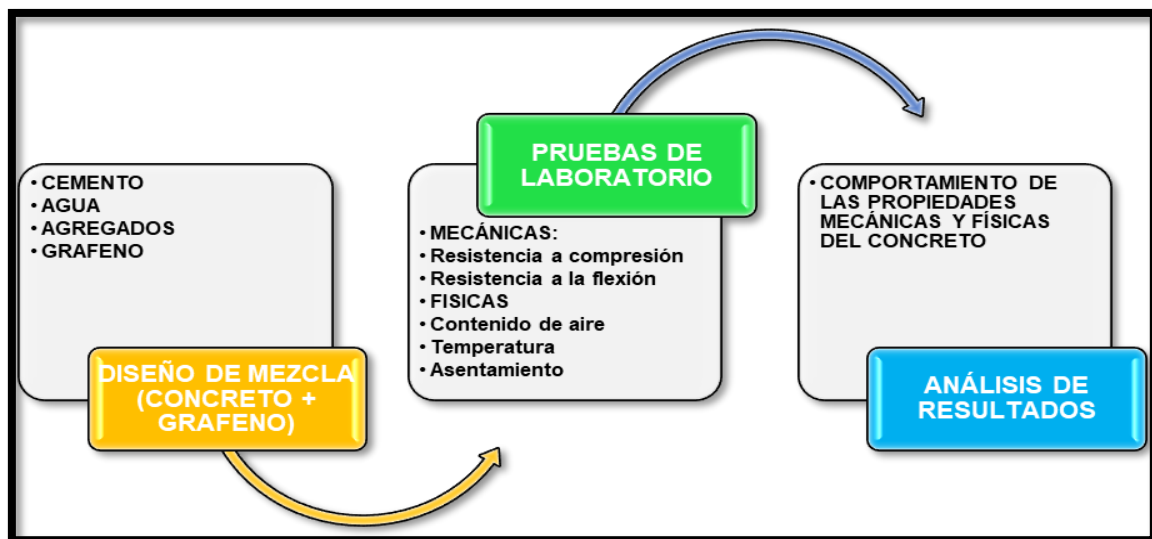 • CEMENTO
• AGUA
• AGREGADOS
• GRAFENO
DISEÑO DE MEZCLA
(CONCRETO +
GRAFENO)
PRUEBAS DE
LABORATORIO
• MECÁNICAS:
• Resistencia a compresión
• Resistencia a la flexión
• FISICAS
• Contenido de aire
• Temperatura
• Asentamiento
• COMPORTAMIENTO DE
LAS PROPIEDADES
MECÁNICAS Y FÍSICAS
DEL CONCRETO
ANÁLISIS DE
RESULTADOS